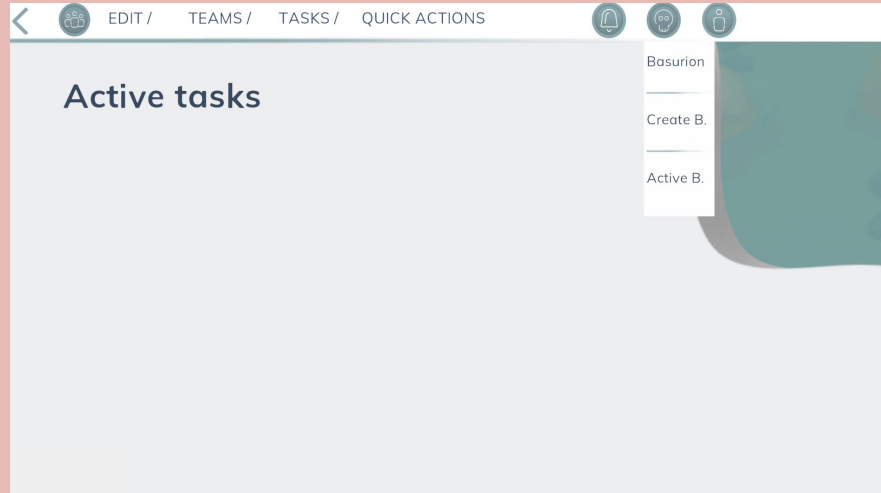 EDIT / TEAMS / TASKS / QUICK ACTIONS
Active tasks
Basurion
Create B.
Active B.